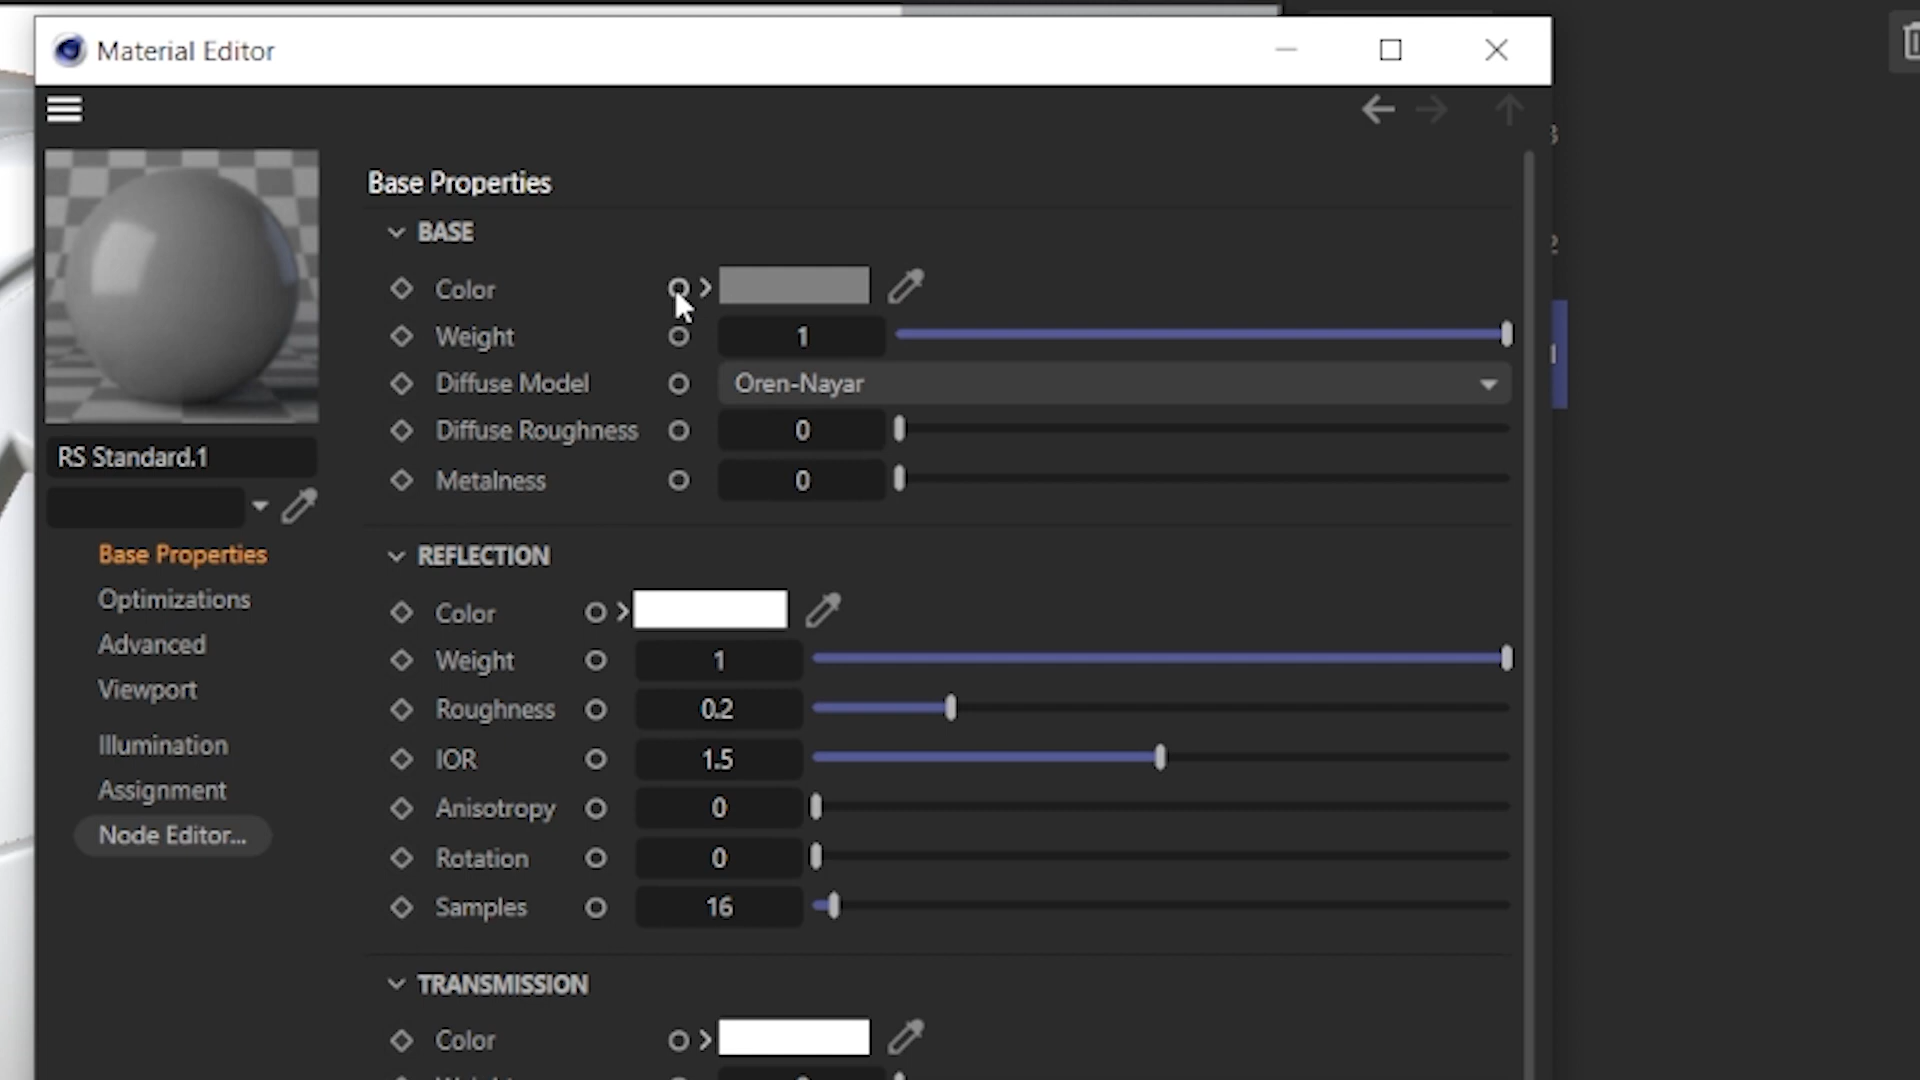 Material Editor
Base Properties
BASE
Color
Weight 1
Diffuse Model Oren-Nayar
Diffuse Roughness 0
Metalness 0
RS Standard.1
Base Properties
Optimizations
Advanced
Viewport
Illumination
Assignment
Node Editor...
REFLECTION
Color
Weight 1
Roughness 0.2
IOR 1.5
Anisotropy 0
Rotation 0
Samples 16
TRANSMISSION
Color